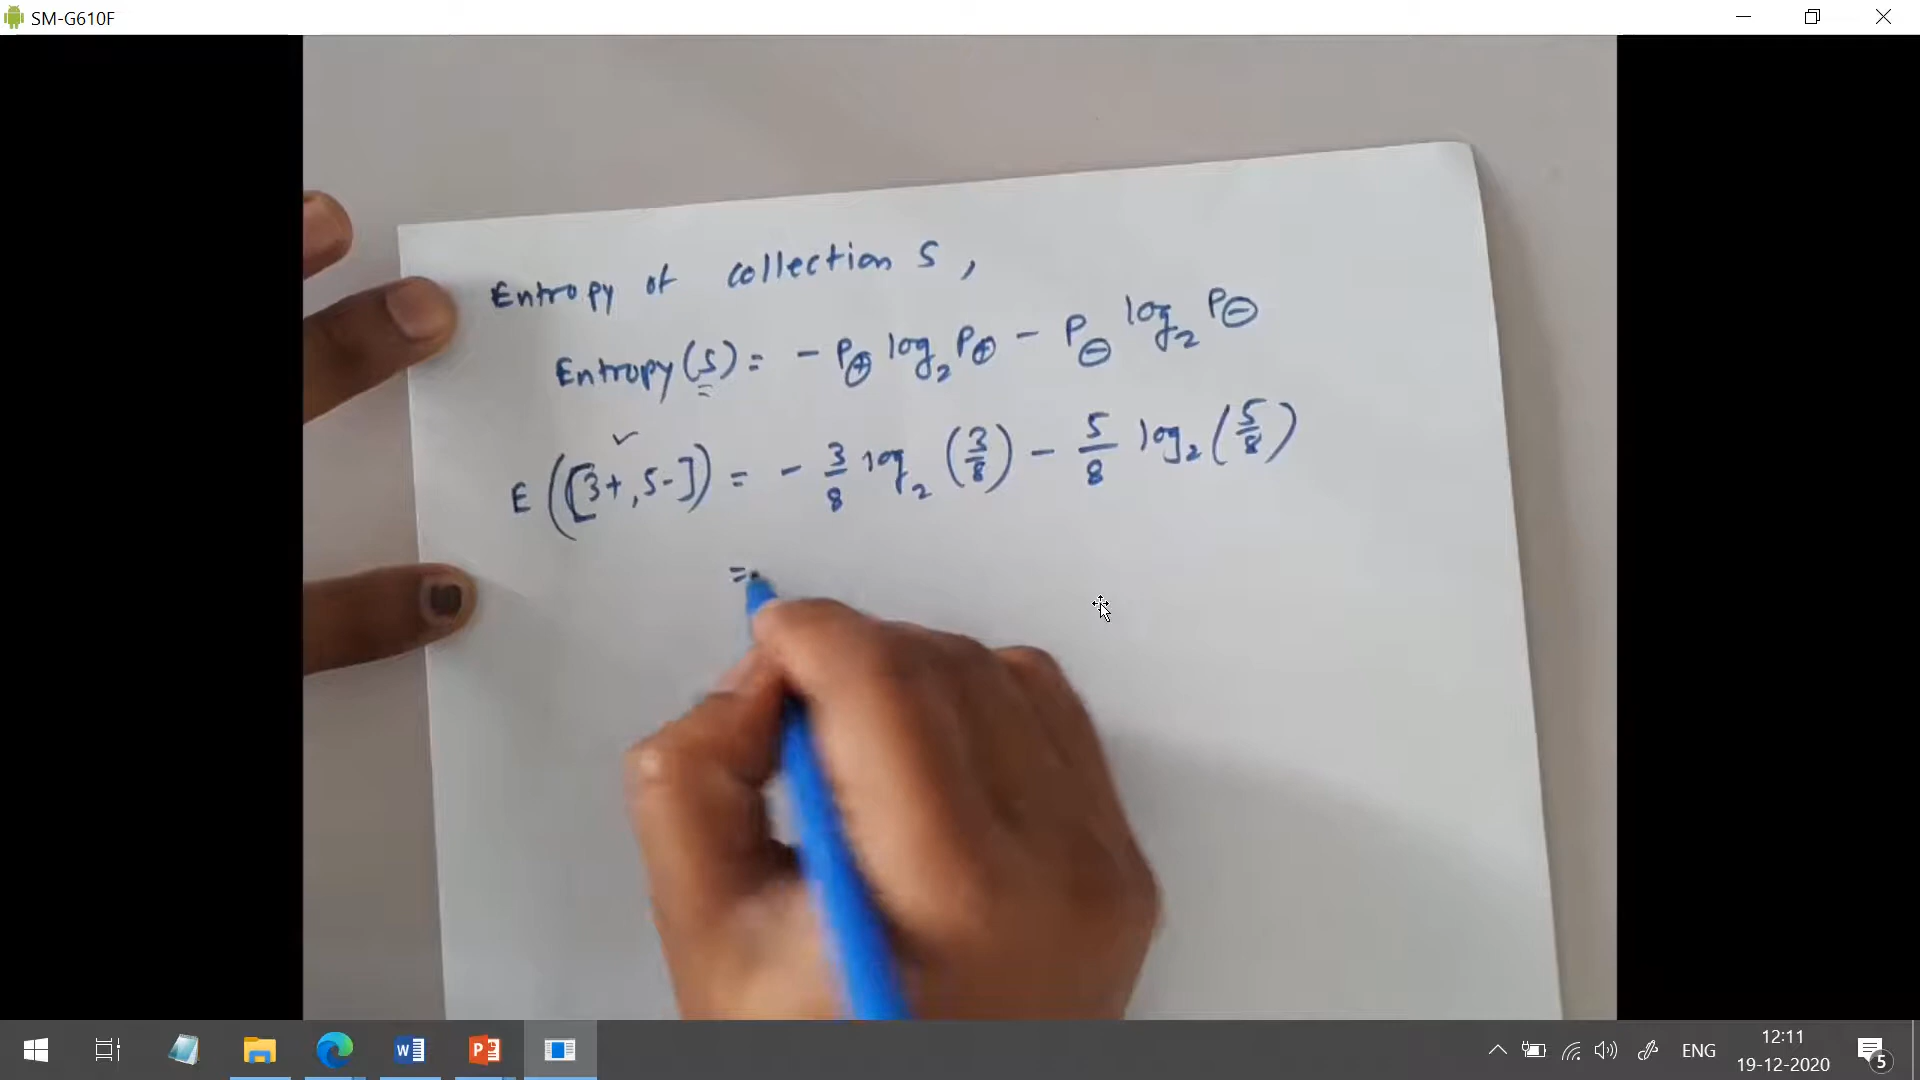 SM-G610F
Entropy of collection S,
Entropy(S) = - P⊕ log₂ P⊕ - P⊖ log₂ P⊖
E([3+,5-]) = - 3/8 log₂ (3/8) - 5/8 log₂ (5/8)
=
ENG
12:11
19-12-2020
5